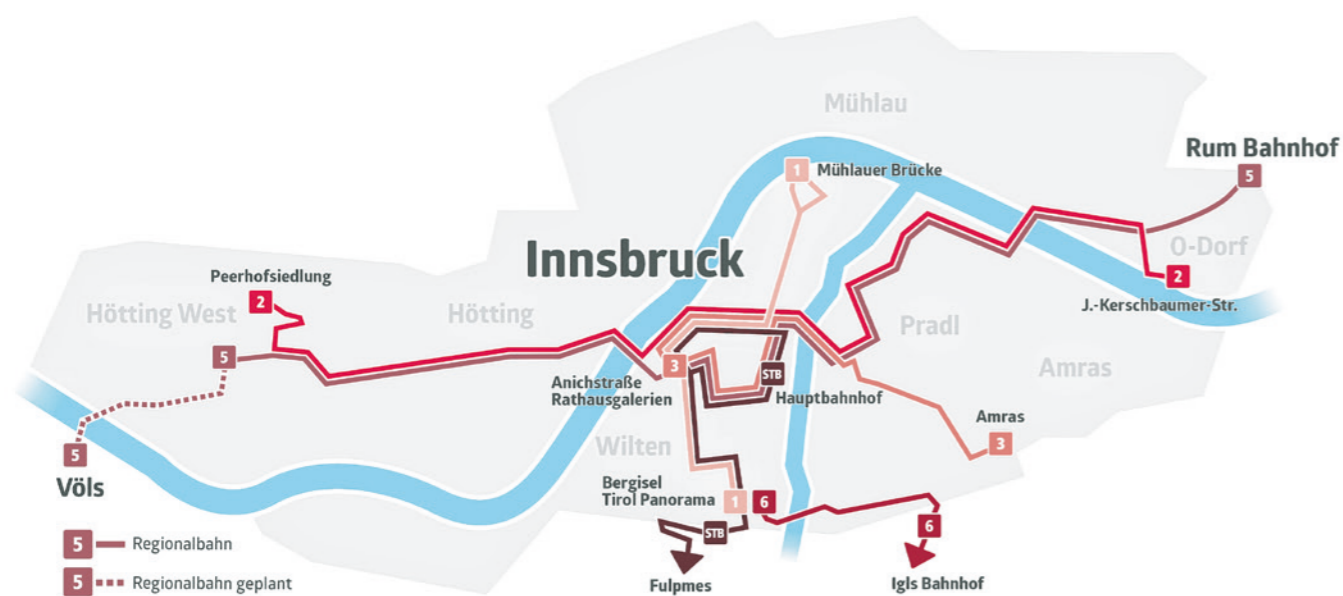 Mühlau
Rum Bahnhof
1
Mühlauer Brücke
5
Innsbruck
O-Dorf
Peerhofsiedlung
2
2
J.-Kerschbaumer-Str.
Hötting West
Hötting
Pradl
5
Amras
3
STB
Anichstraße
Rathausgalerien
Hauptbahnhof
Amras
3
Wilten
5
Völs
Bergisel
Tirol Panorama
1
6
6
STB
Fulpmes
Igls Bahnhof
5 Regionalbahn
5 Regionalbahn geplant